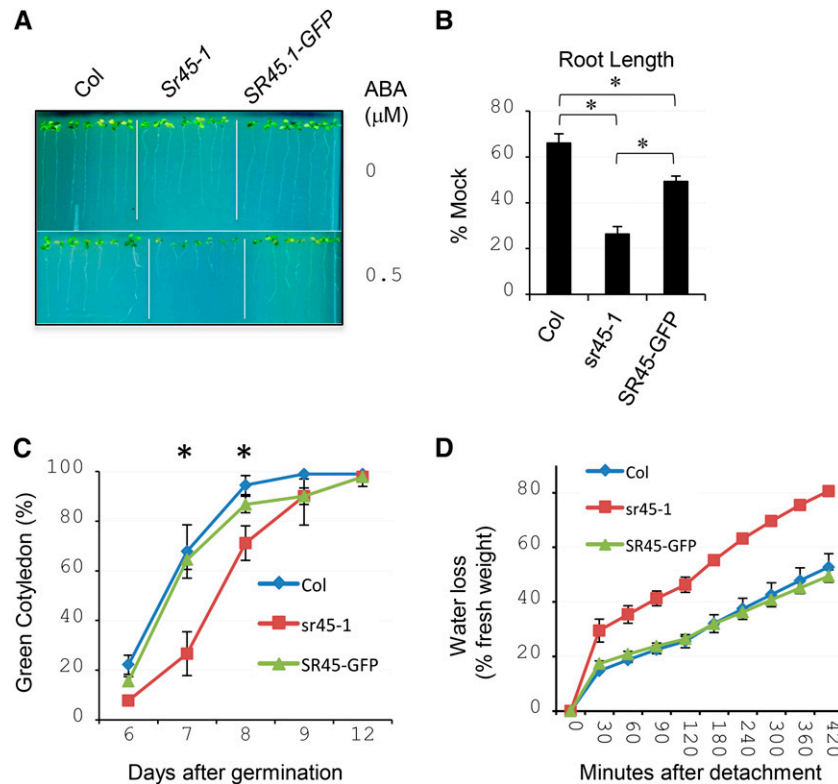 A
Col
Sr45-1
SR45.1-GFP
ABA
(μM)
0
0.5
B
Root Length
% Mock
80
60
40
20
0
*
*
*
Col
sr45-1
SR45-GFP
C
Green Cotyledon (%)
100
80
60
40
20
0
*
*
Col
sr45-1
SR45-GFP
6
7
8
9
12
Days after germination
D
Water loss
(% fresh weight)
80
60
40
20
0
Col
sr45-1
SR45-GFP
0
30
60
90
120
180
240
300
360
420
Minutes after detachment